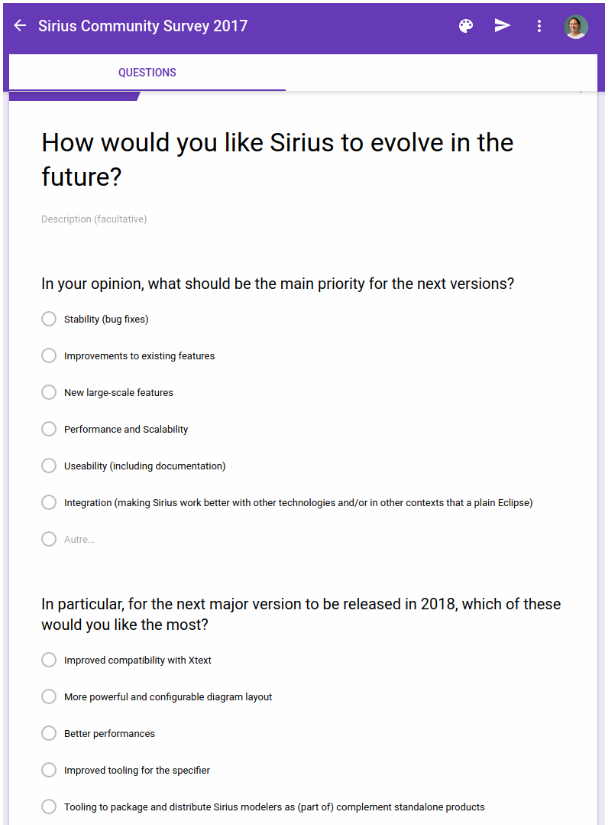 Sirius Community Survey 2017
QUESTIONS
How would you like Sirius to evolve in the
future?
Description (facultative)
In your opinion, what should be the main priority for the next versions?
Stability (bug fixes)
Improvements to existing features
New large-scale features
Performance and Scalability
Useability (including documentation)
Integration (making Sirius work better with other technologies and/or in other contexts that a plain Eclipse)
Autre...
In particular, for the next major version to be released in 2018, which of these
would you like the most?
Improved compatibility with Xtext
More powerful and configurable diagram layout
Better performances
Improved tooling for the specifier
Tooling to package and distribute Sirius modelers as (part of) complement standalone products